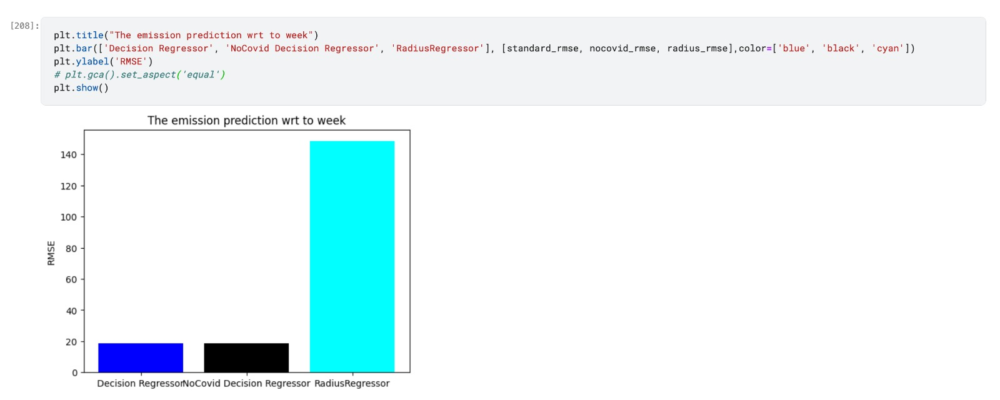 [208]:
plt.title("The emission prediction wrt to week")
plt.bar(['Decision Regressor', 'NoCovid Decision Regressor', 'RadiusRegressor'], [standard_rmse, nocovid_rmse, radius_rmse],color=['blue', 'black', 'cyan'])
plt.ylabel('RMSE')
# plt.gca().set_aspect('equal')
plt.show()
The emission prediction wrt to week
140
120
100
80
60
40
20
0
RMSE
Decision Regressor NoCovid Decision Regressor RadiusRegressor